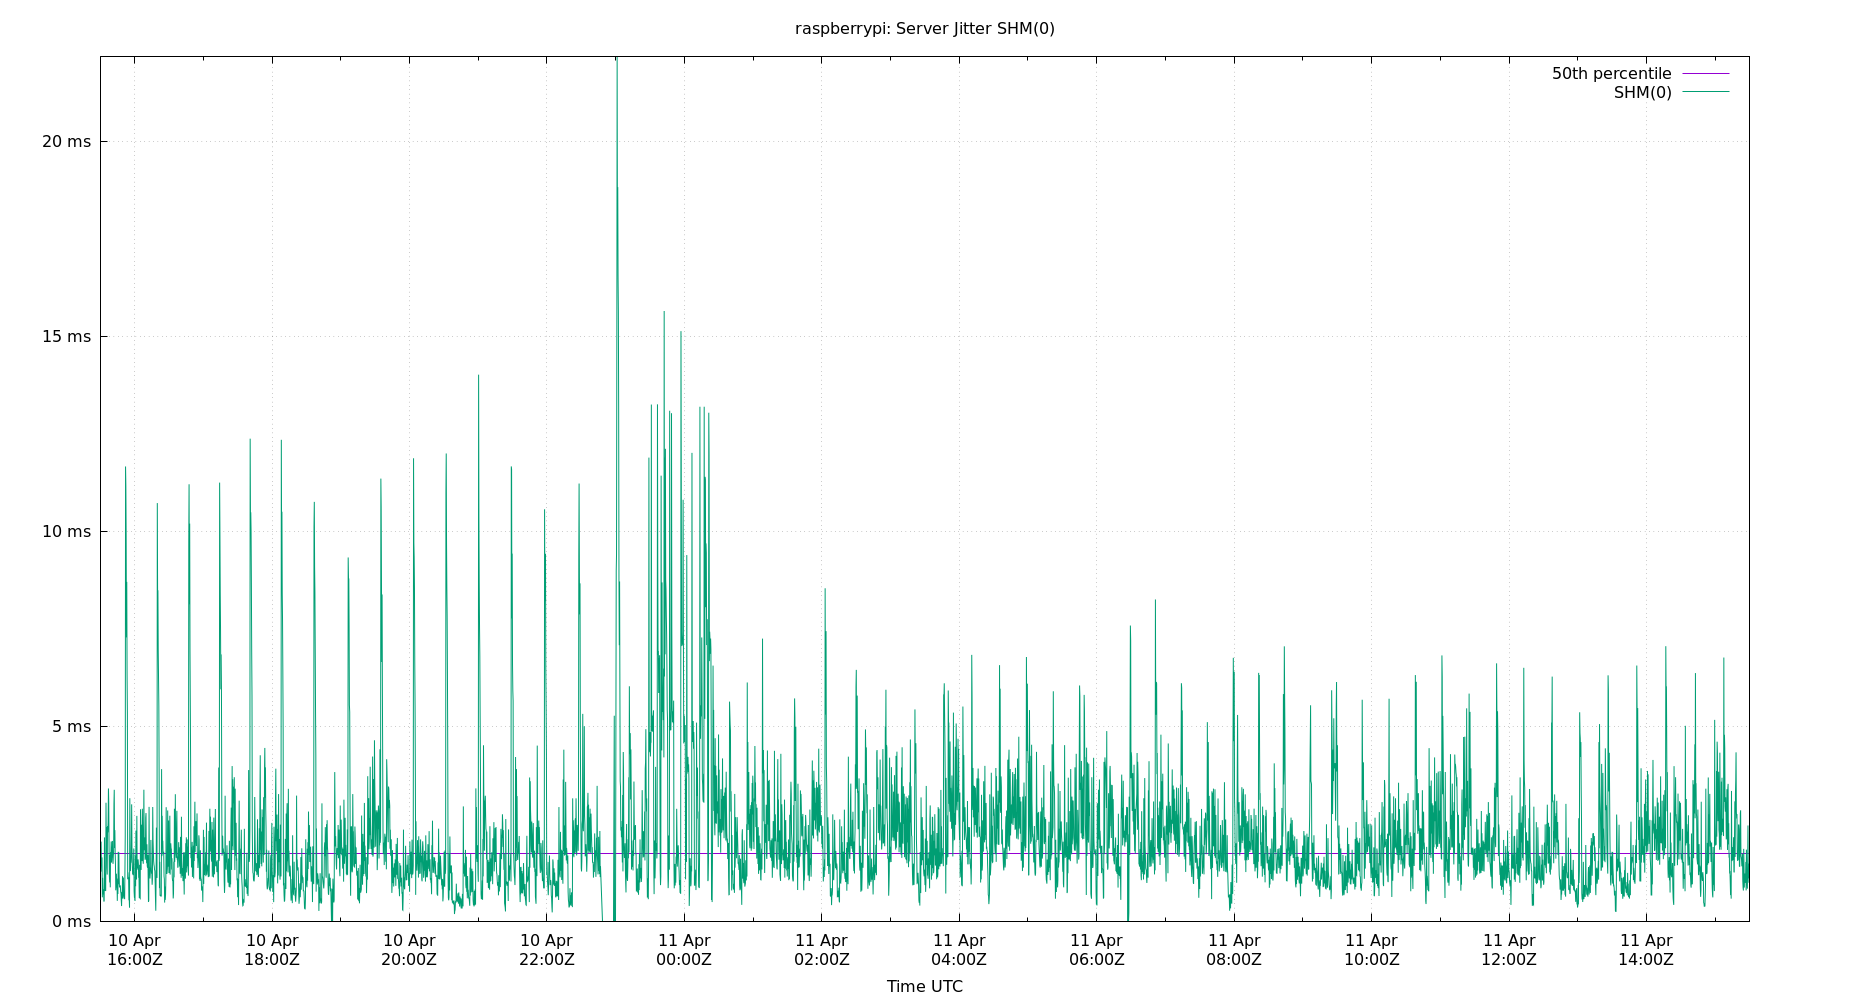 raspberrypi: Server Jitter SHM(0)
50th percentile
SHM(0)
20 ms
15 ms
10 ms
5 ms
0 ms
10 Apr 10 Apr 10 Apr 10 Apr 11 Apr 11 Apr 11 Apr 11 Apr 11 Apr 11 Apr 11 Apr 11 Apr
16:00Z 18:00Z 20:00Z 22:00Z 00:00Z 02:00Z 04:00Z 06:00Z 08:00Z 10:00Z 12:00Z 14:00Z
Time UTC